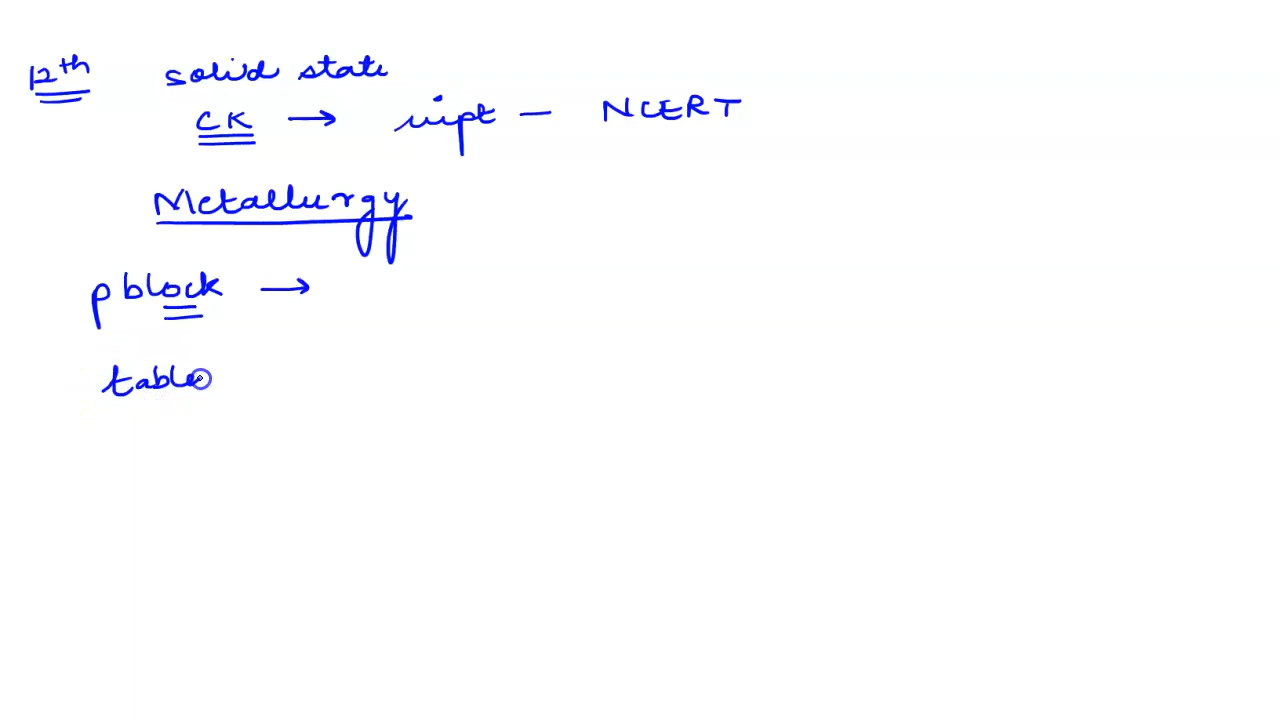 12th solid state
CK → impt - NCERT
Metallurgy
p block →
table